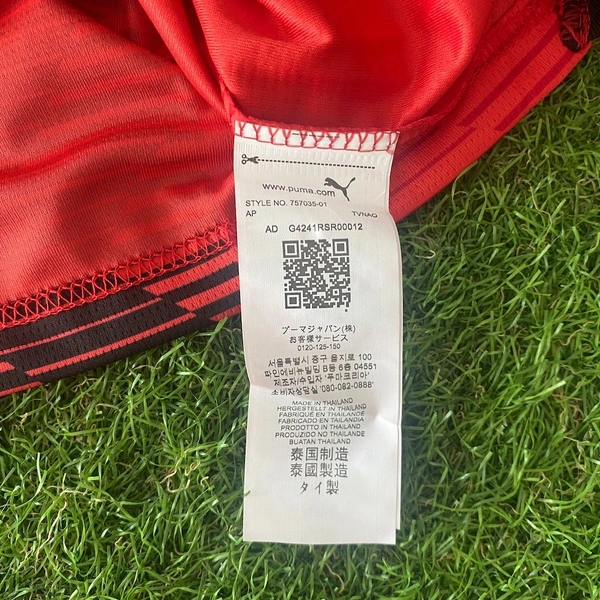 www.puma.com
STYLE NO. 757035-01
AP TVNAO
AD G4241RSR00012
プーマジャパン(株)
お客様サービス
0120-125-150
서울특별시 중구 을지로 100
파인에비뉴빌딩 B동 6층 04551
제조자/수입자 '푸마코리아'
소비자상담실 '080-082-0888'
MADE IN THAILAND
HERGESTELLT IN THAILAND
FABRIQUÉ EN THAÏLANDE
FABRICADO EN TAILANDIA
PRODOTTO IN THAILAND
PRODUZIDO NO THAILAND
BUATAN THAILAND
泰国制造
泰國製造
タイ製